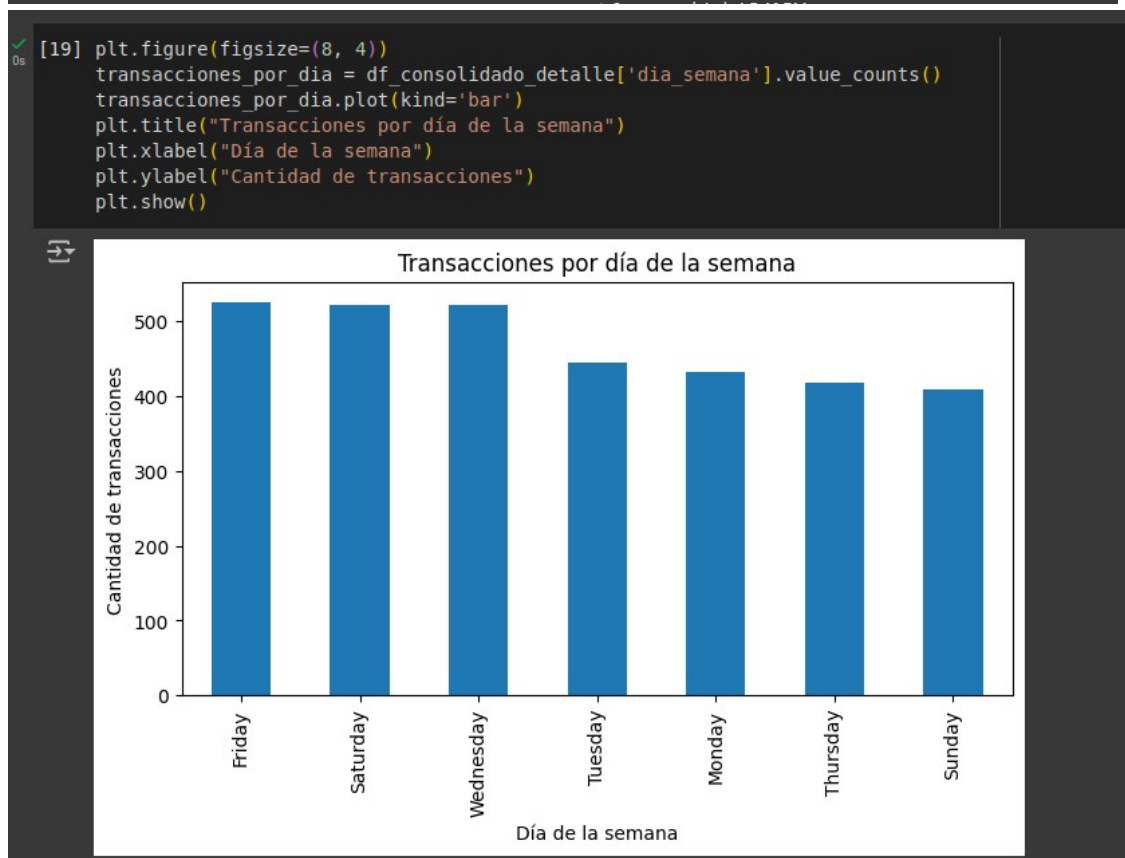 [19] plt.figure(figsize=(8, 4))
transacciones_por_dia = df_consolidado_detalle['dia_semana'].value_counts()
transacciones_por_dia.plot(kind='bar')
plt.title("Transacciones por día de la semana")
plt.xlabel("Día de la semana")
plt.ylabel("Cantidad de transacciones")
plt.show()
0s
Transacciones por día de la semana
Cantidad de transacciones
500
400
300
200
100
0
Friday
Saturday
Wednesday
Tuesday
Monday
Thursday
Sunday
Día de la semana